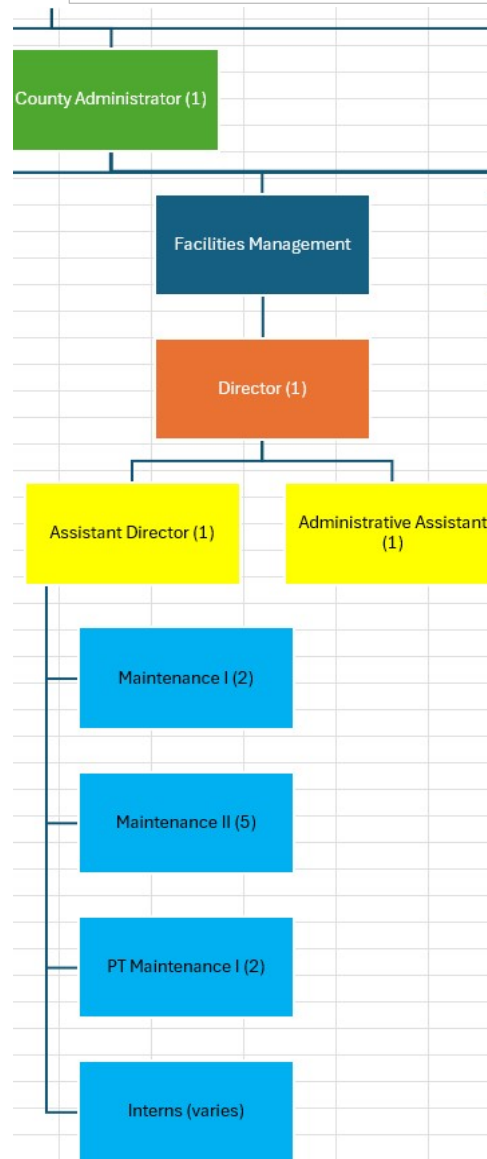 County Administrator (1)
Facilities Management
Director (1)
Assistant Director (1)
Administrative Assistant
(1)
Maintenance I (2)
Maintenance II (5)
PT Maintenance I (2)
Interns (varies)